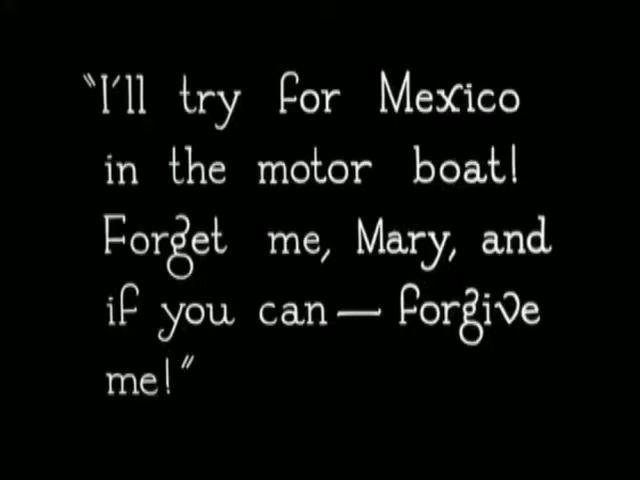 "I'll try for Mexico
in the motor boat!
Forget me, Mary, and
if you can — forgive
me!"